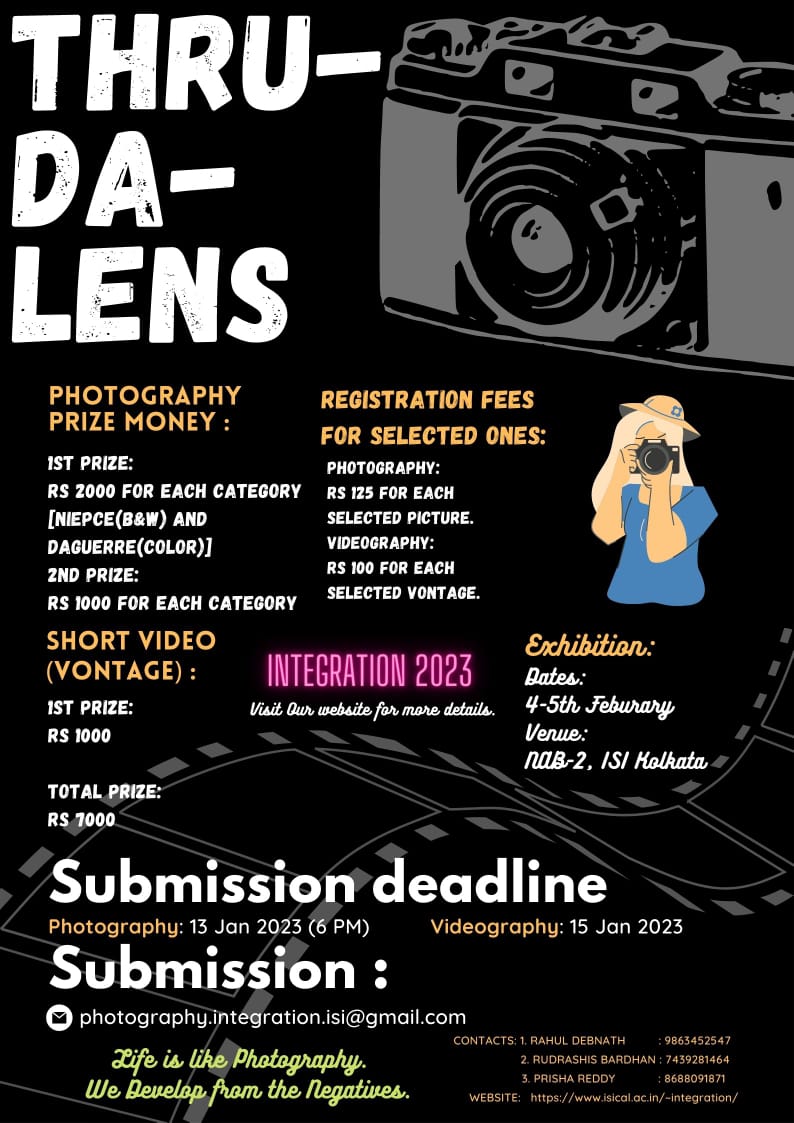 THRU-
DA-
LENS
PHOTOGRAPHY
PRIZE MONEY :
1ST PRIZE:
RS 2000 FOR EACH CATEGORY
[NIEPCE(B&W) AND
DAGUERRE(COLOR)]
2ND PRIZE:
RS 1000 FOR EACH CATEGORY
REGISTRATION FEES
FOR SELECTED ONES:
PHOTOGRAPHY:
RS 125 FOR EACH
SELECTED PICTURE.
VIDEOGRAPHY:
RS 100 FOR EACH
SELECTED VONTAGE.
SHORT VIDEO
(VONTAGE) :
1ST PRIZE:
RS 1000
TOTAL PRIZE:
RS 7000
INTEGRATION 2023
Visit Our website for more details.
Exhibition:
Dates:
4-5th Feburary
Venue:
NAB-2, ISI Kolkata
Submission deadline
Photography: 13 Jan 2023 (6 PM) Videography: 15 Jan 2023
Submission :
photography.integration.isi@gmail.com
Life is like Photography.
We Develop from the Negatives.
CONTACTS: 1. RAHUL DEBNATH : 9863452547
2. RUDRASHIS BARDHAN : 7439281464
3. PRISHA REDDY : 8688091871
WEBSITE: https://www.isical.ac.in/~integration/